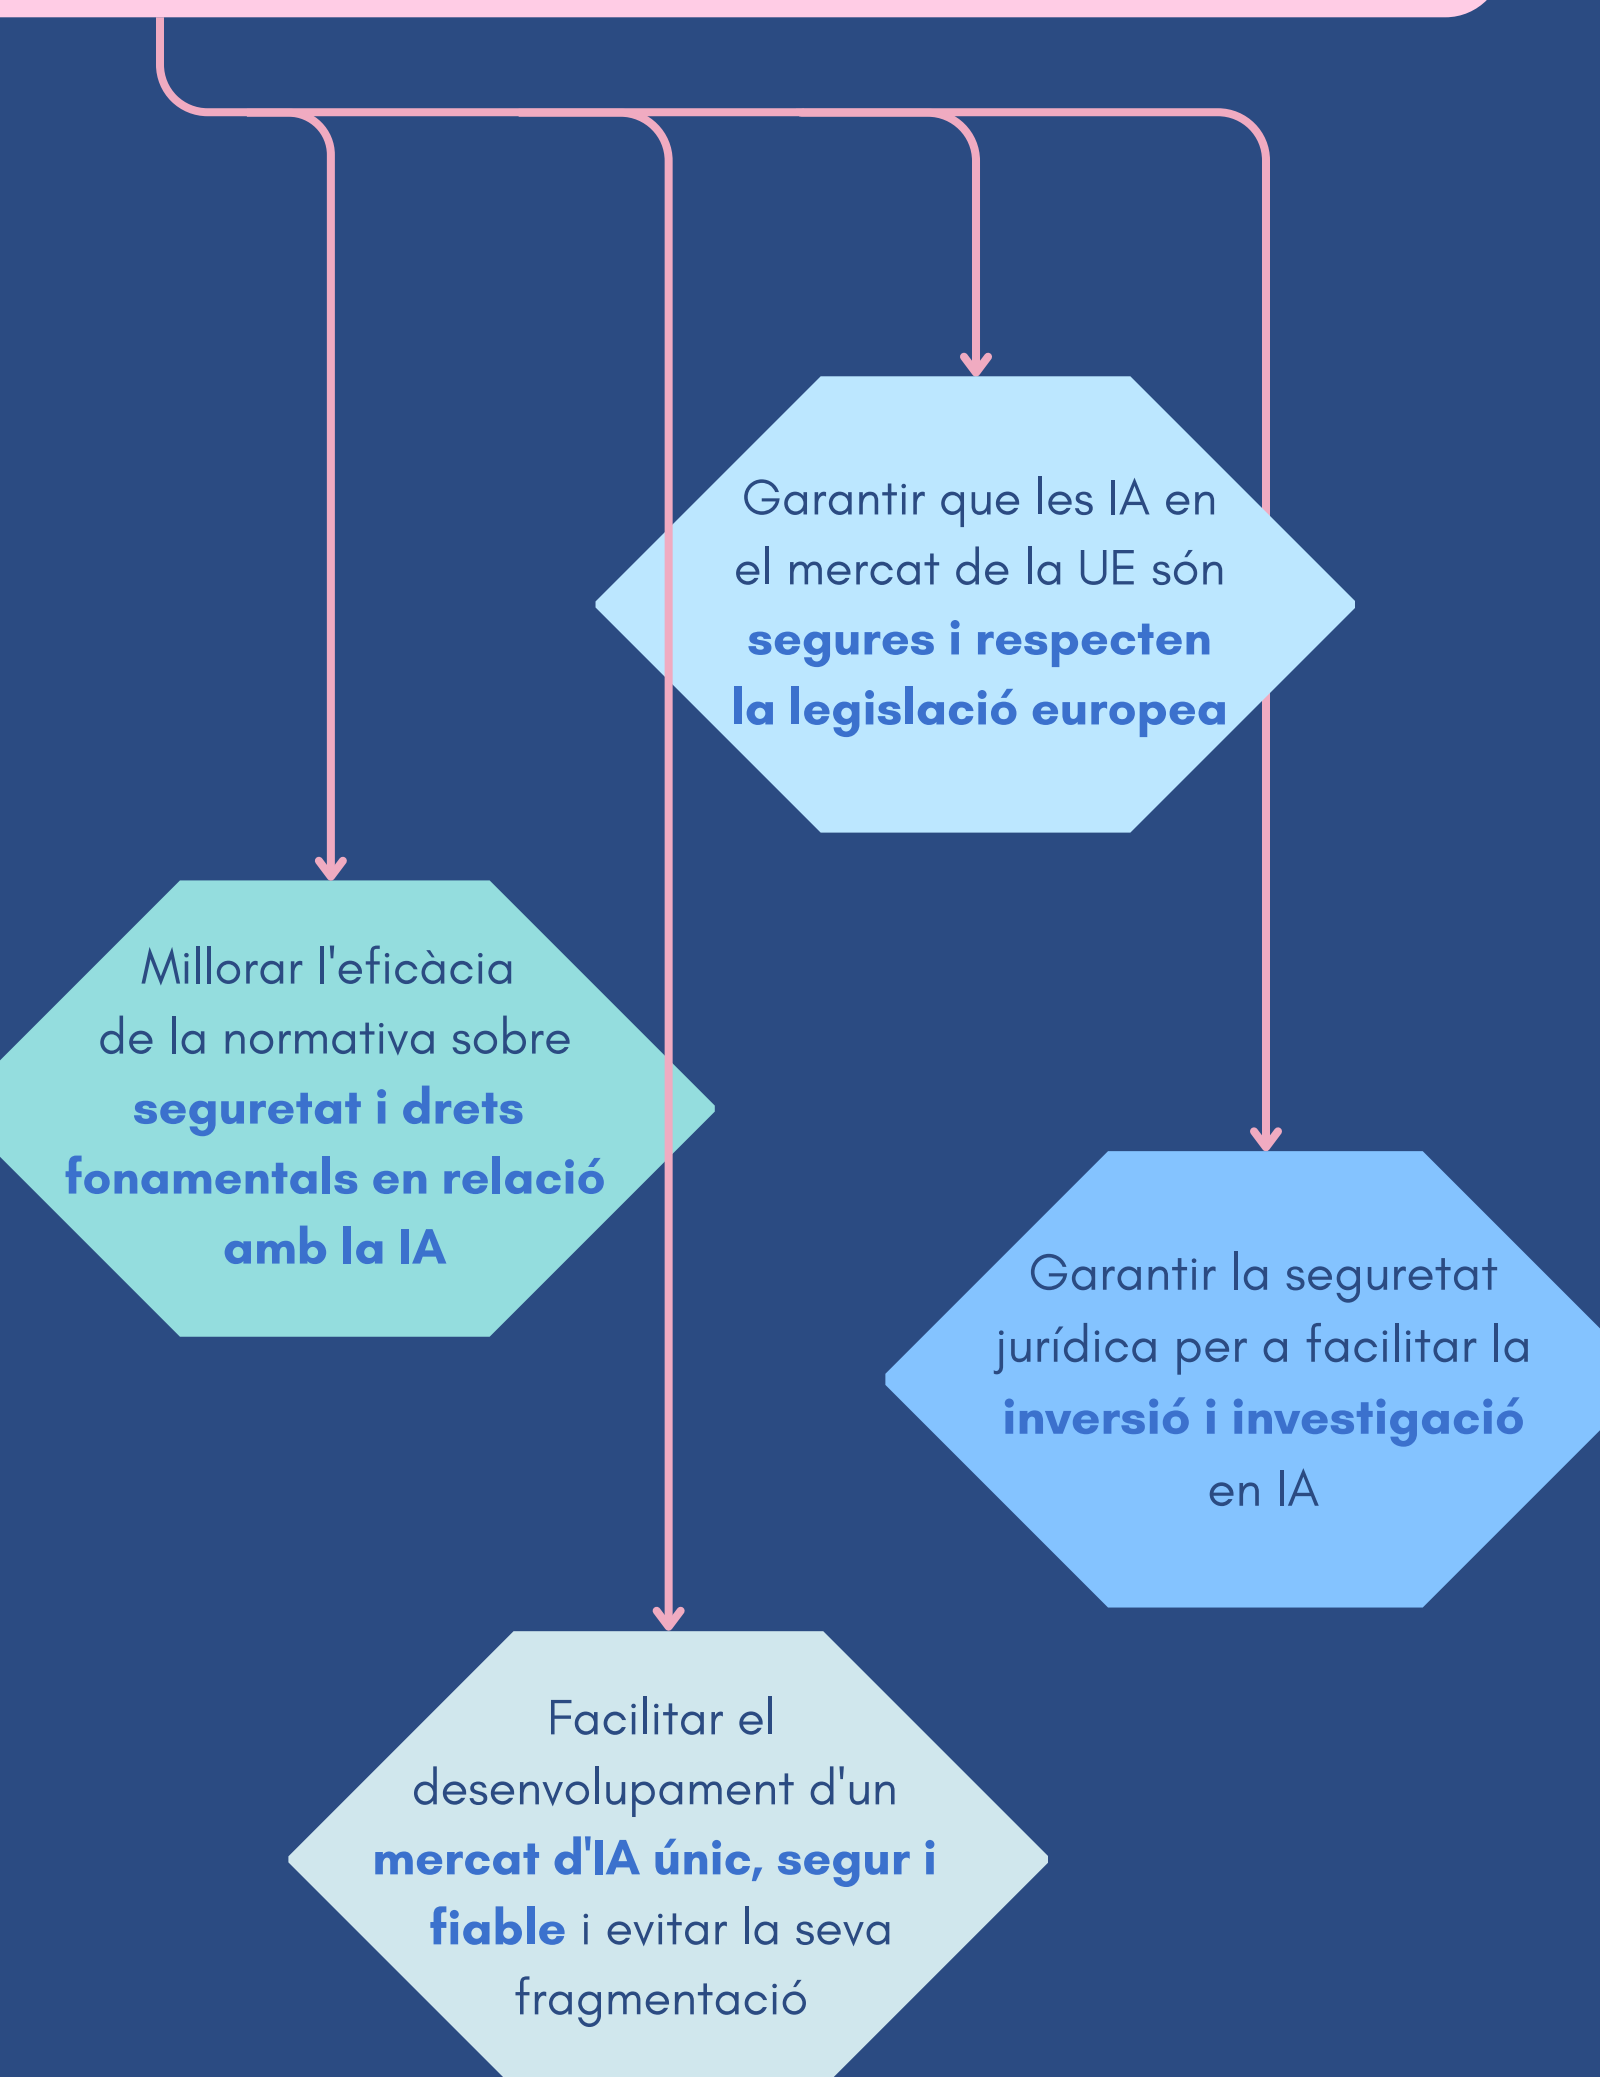 Garantir que les IA en
el mercat de la UE són
segures i respecten
la legislació europea
Millorar l'eficàcia
de la normativa sobre
seguretat i drets
fonamentals en relació
amb la IA
Garantir la seguretat
jurídica per a facilitar la
inversió i investigació
en IA
Facilitar el
desenvolupament d'un
mercat d'IA únic, segur i
fiable i evitar la seva
fragmentació